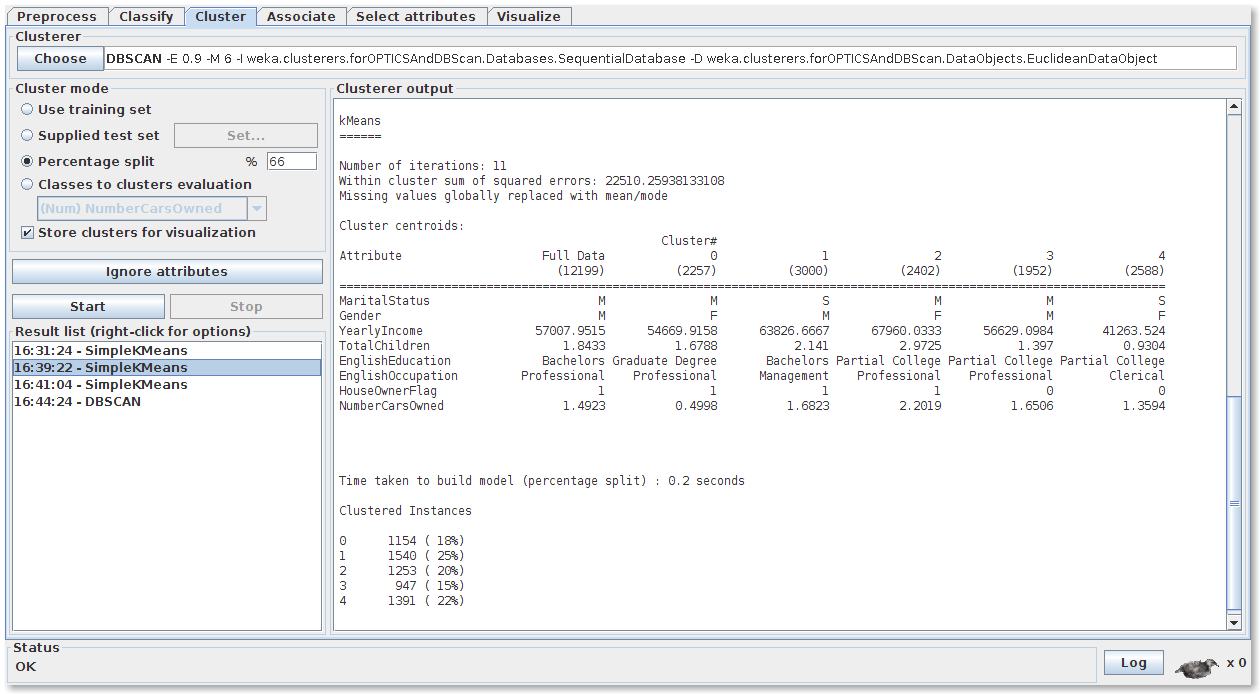 Preprocess Classify Cluster Associate Select attributes Visualize
Clusterer
Choose DBSCAN -E 0.9 -M 6 -I weka.clusterers.forOPTICSAndDBScan.Databases.SequentialDatabase -D weka.clusterers.forOPTICSAndDBScan.DataObjects.EuclideanDataObject
Cluster mode
Use training set
Supplied test set Set...
Percentage split % 66
Classes to clusters evaluation
(Num) NumberCarsOwned
Store clusters for visualization
Ignore attributes
Start Stop
Result list (right-click for options)
16:31:24 - SimpleKMeans
16:39:22 - SimpleKMeans
16:41:04 - SimpleKMeans
16:44:24 - DBSCAN
Clusterer output
kMeans
======
Number of iterations: 11
Within cluster sum of squared errors: 22510.25938133108
Missing values globally replaced with mean/mode
Cluster centroids:
Cluster#
Attribute Full Data 0 1 2 3 4
(12199) (2257) (3000) (2402) (1952) (2588)
=======================================================================================================================
MaritalStatus M M S M M S
Gender M F M F M F
YearlyIncome 57007.9515 54669.9158 63826.6667 67960.0333 56629.0984 41263.524
TotalChildren 1.8433 1.6788 2.141 2.9725 1.397 0.9304
EnglishEducation Bachelors Graduate Degree Bachelors Partial College Partial College Partial College
EnglishOccupation Professional Professional Management Professional Professional Clerical
HouseOwnerFlag 1 1 1 1 0 0
NumberCarsOwned 1.4923 0.4998 1.6823 2.2019 1.6506 1.3594
Time taken to build model (percentage split) : 0.2 seconds
Clustered Instances
0 1154 ( 18%)
1 1540 ( 25%)
2 1253 ( 20%)
3 947 ( 15%)
4 1391 ( 22%)
Status
OK
Log x 0